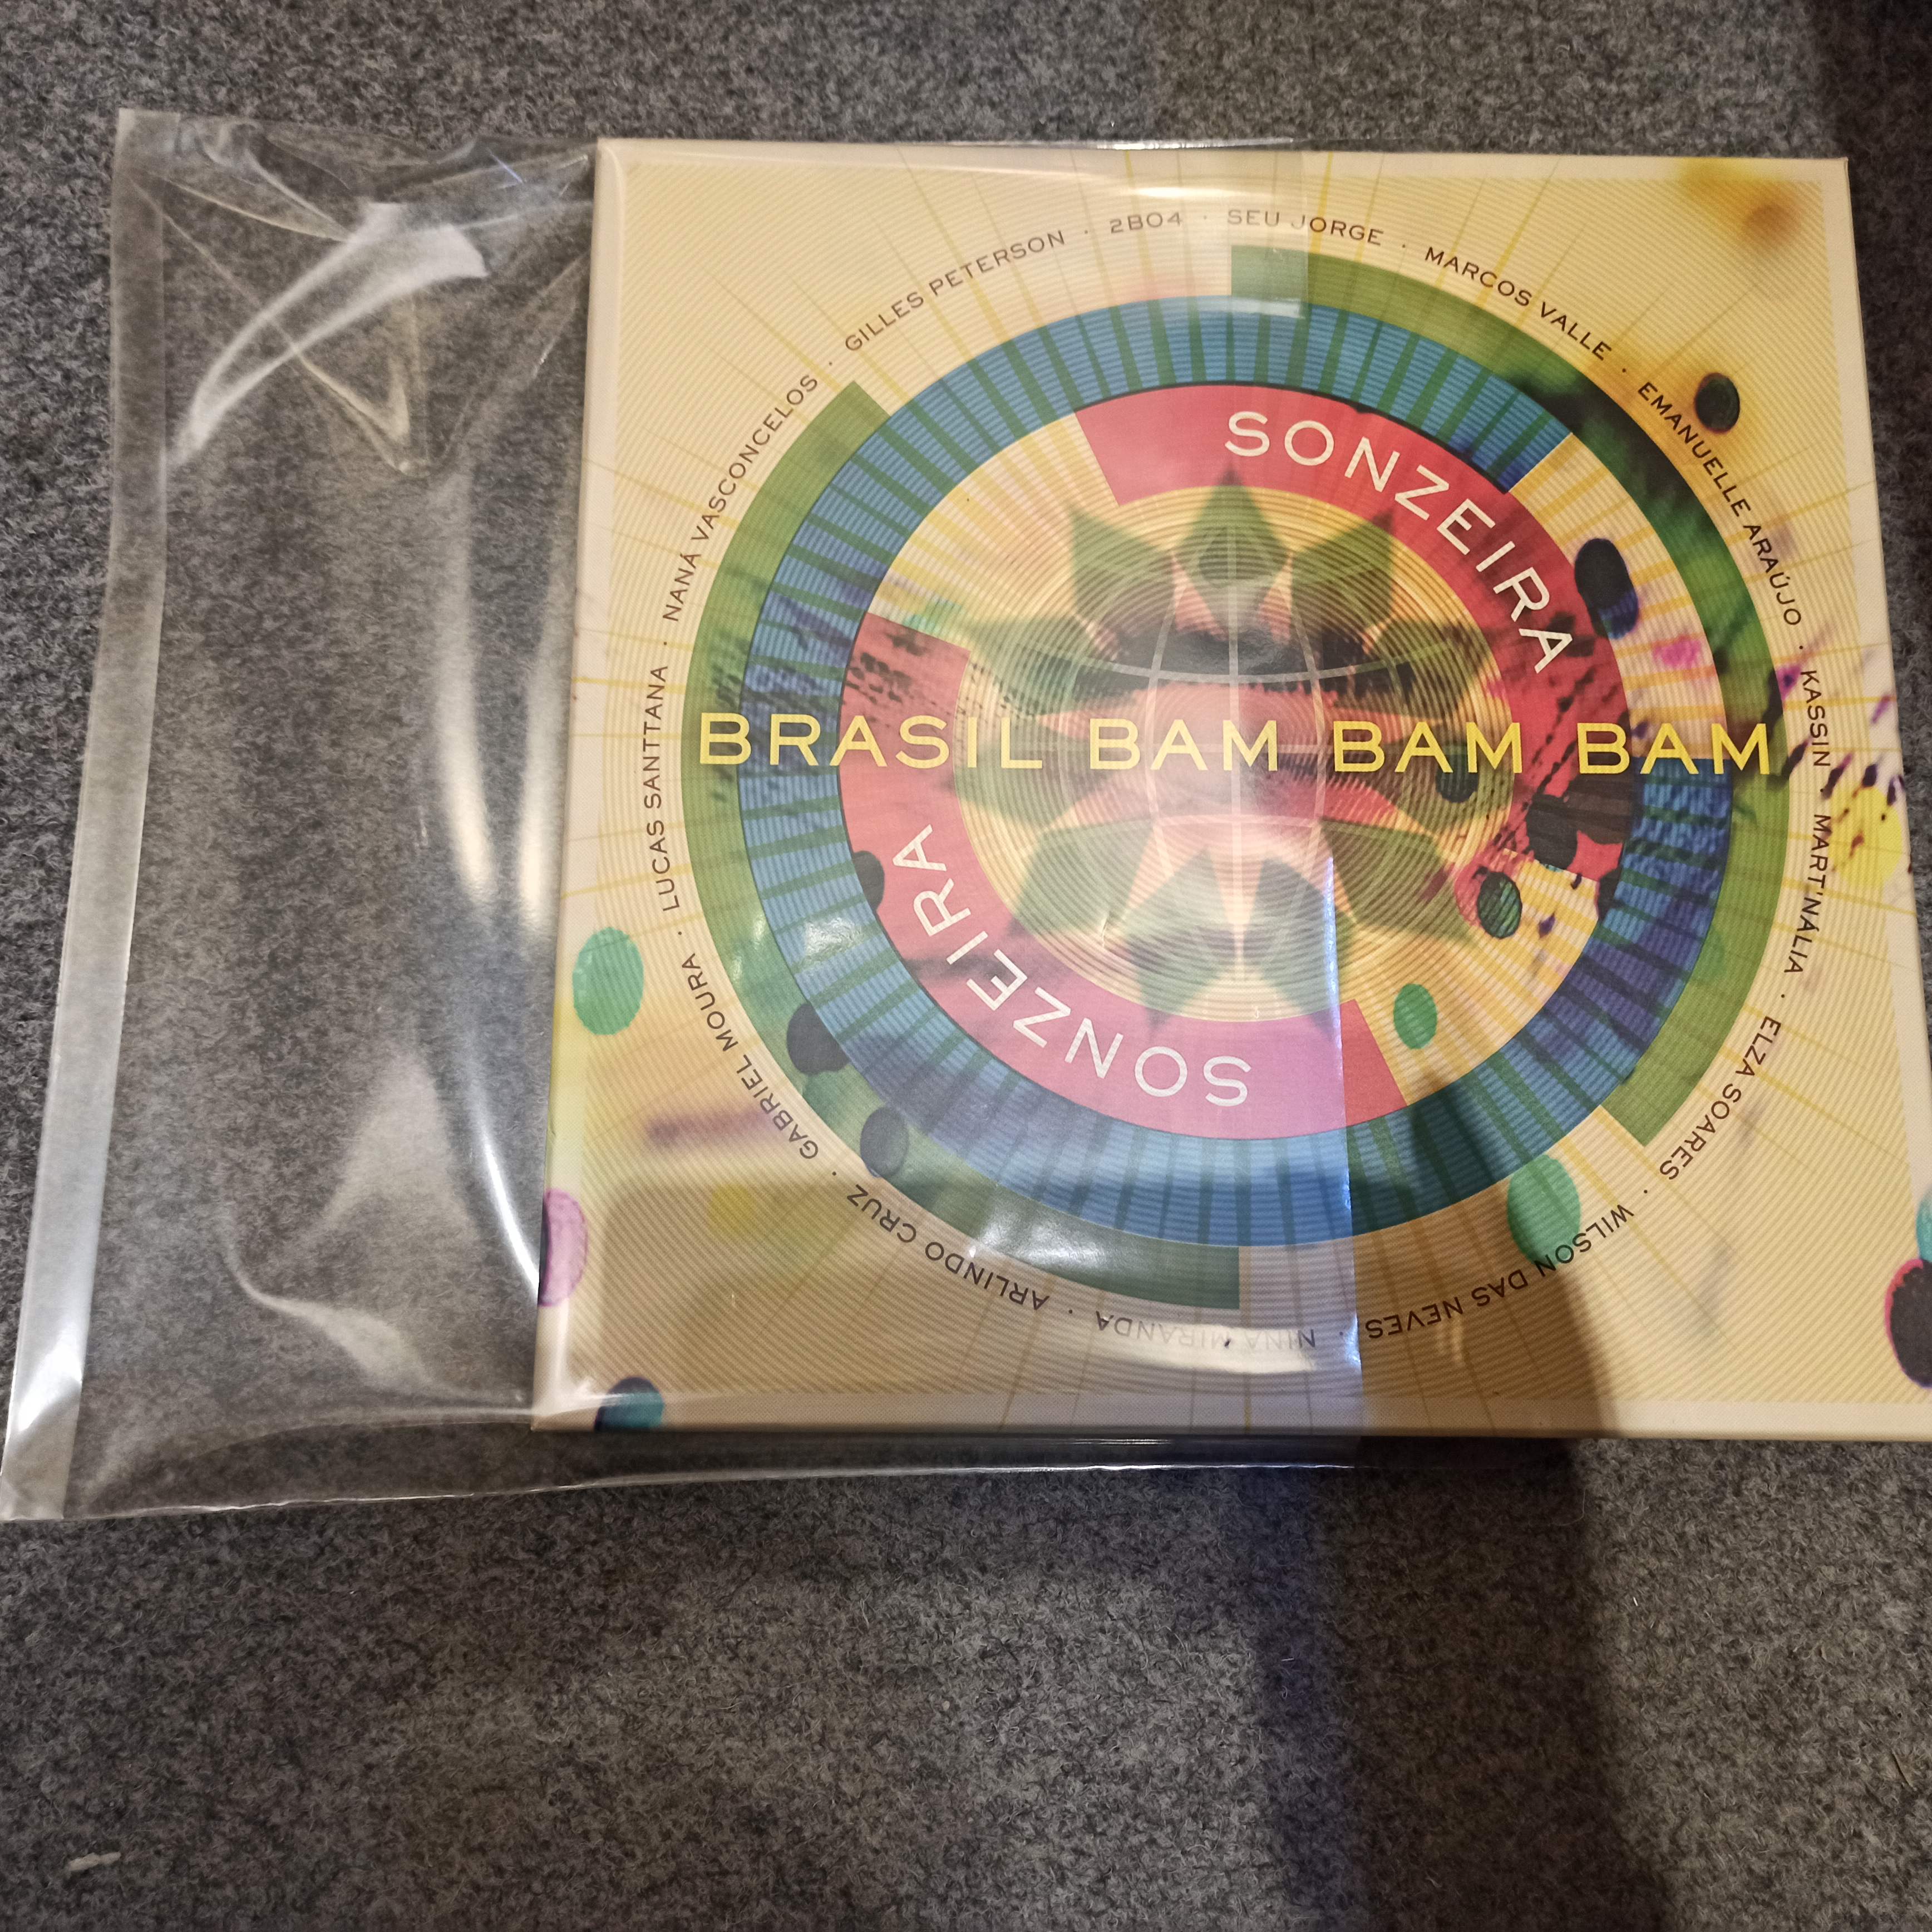 GILLES PETERSON · 2BO4 · SEU JORGE · MARCOS VALLE · EMANUELLE ARAÚJO · KASSIN · MART'NÁLIA · ELZA SOARES · WILSON DAS NEVES · NINA MIRANDA · ARLINDO CRUZ · GABRIEL MOURA · LUCAS SANTTANA · NANÁ VASCONCELOS ·
SONZEIRA
BRASIL BAM BAM BAM
SONZEIRA